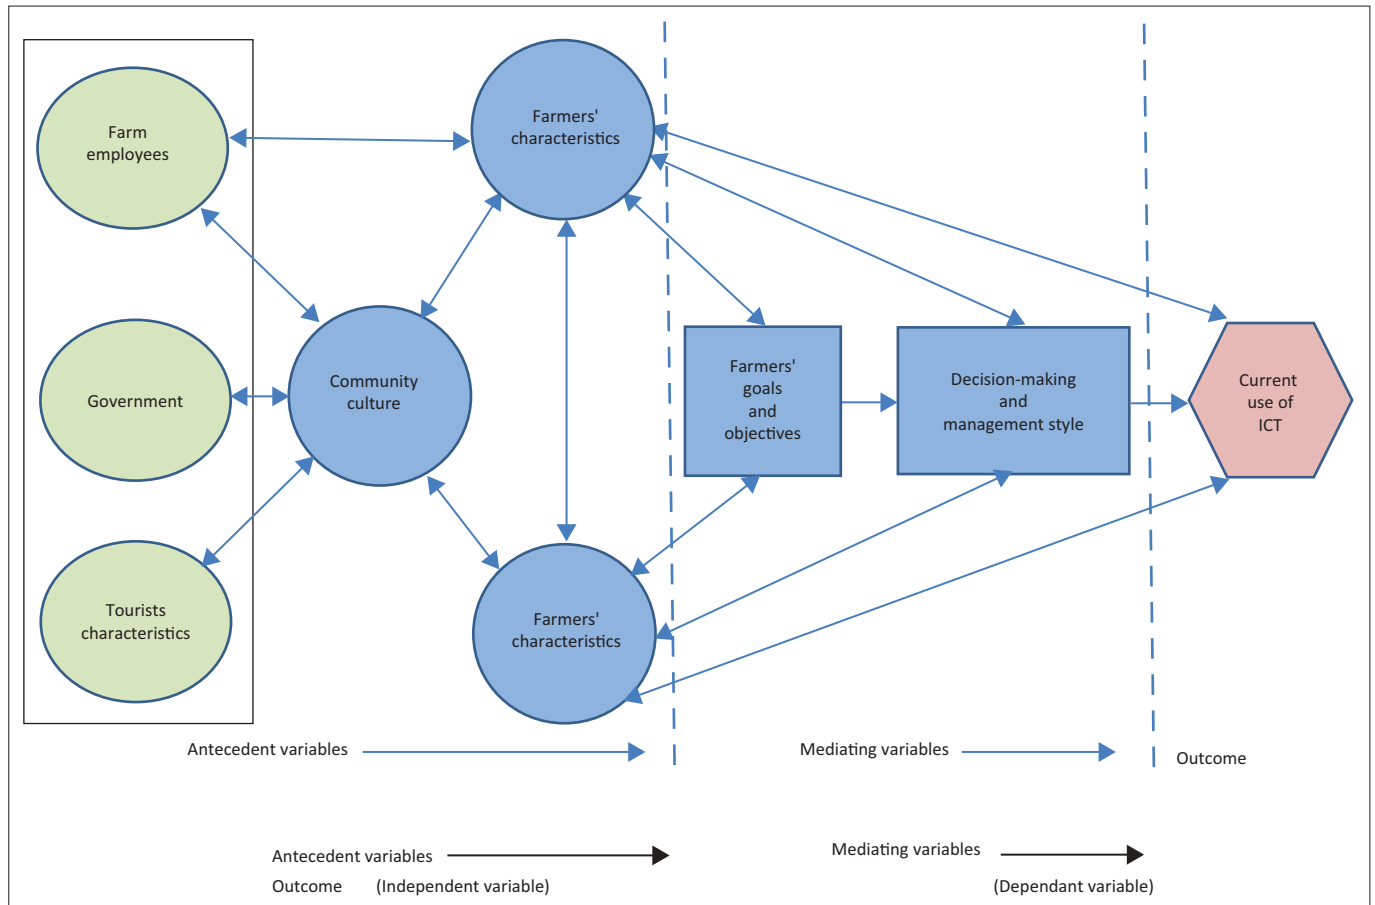 Farm
employees
Government
Tourists
characteristics
Community
culture
Farmers'
characteristics
Farmers'
characteristics
Farmers'
goals
and
objectives
Decision-making
and
management style
Current
use of
ICT
Antecedent variables
Mediating variables
Outcome
Antecedent variables
Mediating variables
Outcome (Independent variable)
(Dependant variable)